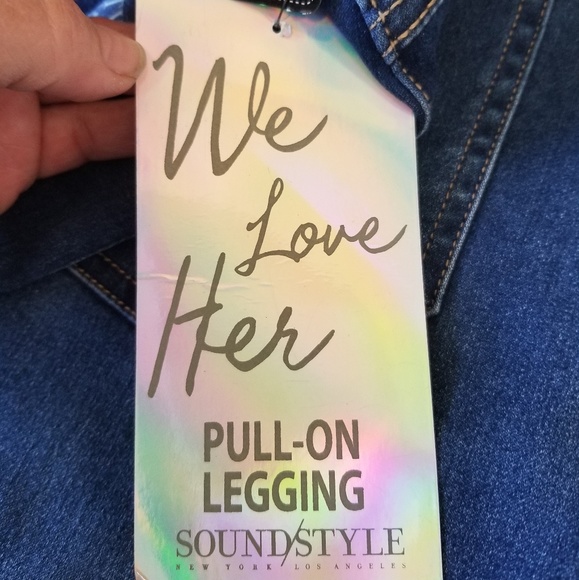 We
Love
Her
PULL-ON
LEGGING
SOUND/STYLE
NEW YORK LOS ANGELES